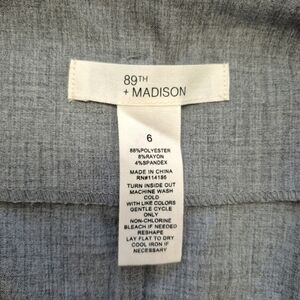 89TH
+ MADISON
6
88%POLYESTER
8%RAYON
4%SPANDEX
MADE IN CHINA
RN#114186
TURN INSIDE OUT
MACHINE WASH
COLD
WITH LIKE COLORS
GENTLE CYCLE
ONLY
NON-CHLORINE
BLEACH IF NEEDED
RESHAPE
LAY FLAT TO DRY
COOL IRON IF
NECESSARY